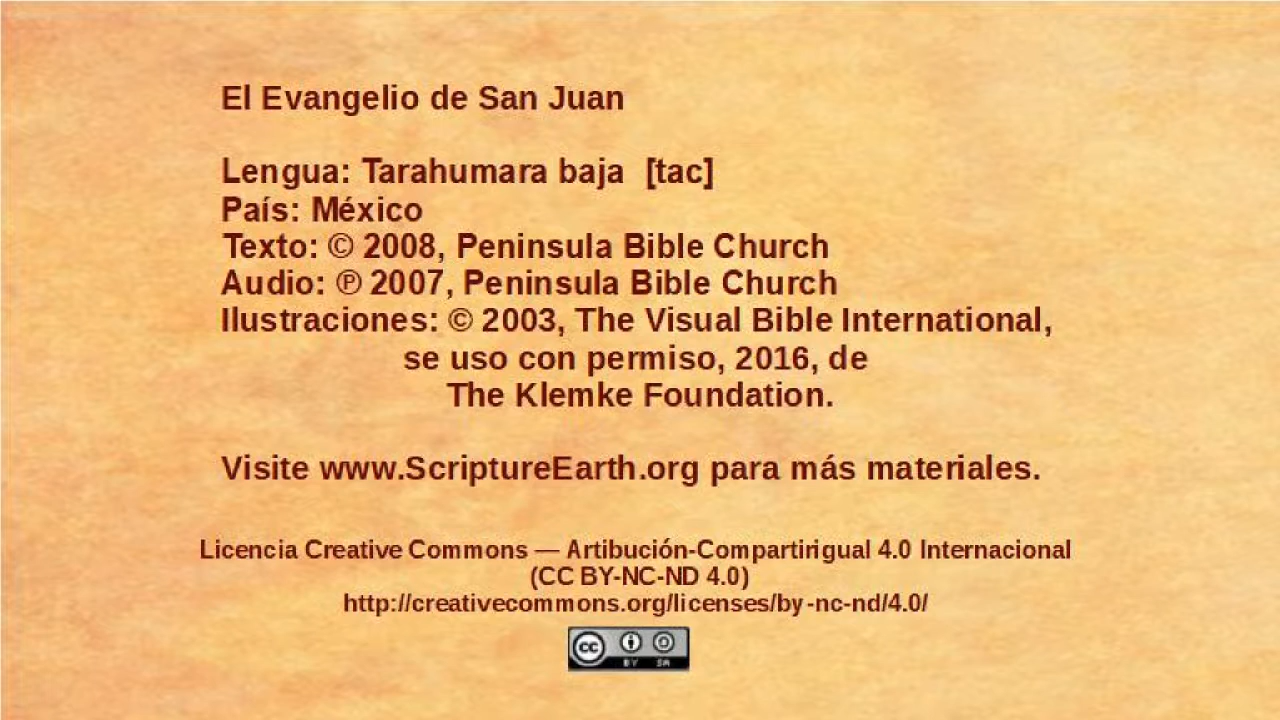 El Evangelio de San Juan
Lengua: Tarahumara baja [tac]
País: México
Texto: © 2008, Peninsula Bible Church
Audio: ℗ 2007, Peninsula Bible Church
Ilustraciones: © 2003, The Visual Bible International,
se uso con permiso, 2016, de
The Klemke Foundation.
Visite www.ScriptureEarth.org para más materiales.
Licencia Creative Commons — Artibución-Compartirigual 4.0 Internacional
(CC BY-NC-ND 4.0)
http://creativecommons.org/licenses/by-nc-nd/4.0/
cc
BY SA